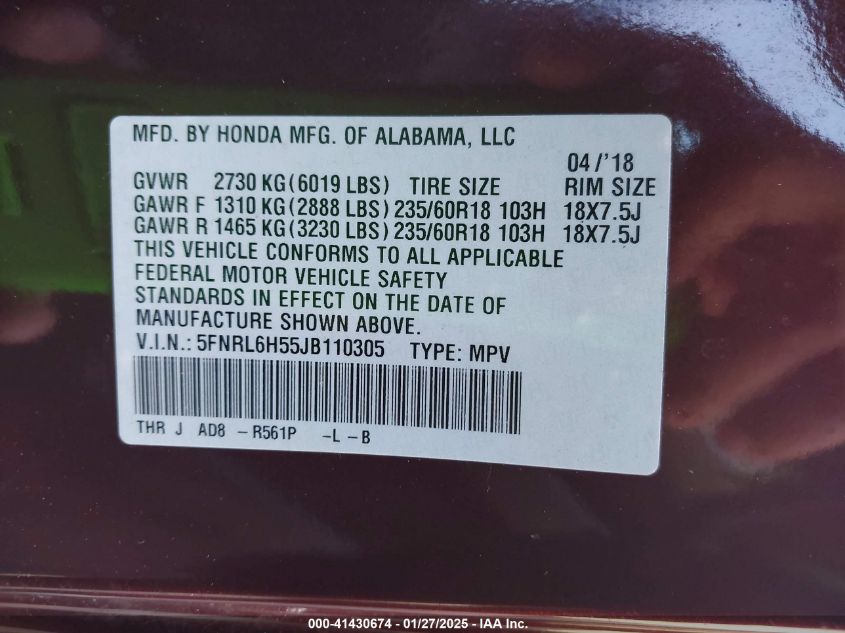 MFD. BY HONDA MFG. OF ALABAMA, LLC
04/'18
GVWR 2730 KG(6019 LBS) TIRE SIZE RIM SIZE
GAWR F 1310 KG(2888 LBS) 235/60R18 103H 18X7.5J
GAWR R 1465 KG(3230 LBS) 235/60R18 103H 18X7.5J
THIS VEHICLE CONFORMS TO ALL APPLICABLE
FEDERAL MOTOR VEHICLE SAFETY
STANDARDS IN EFFECT ON THE DATE OF
MANUFACTURE SHOWN ABOVE.
V.I.N.: 5FNRL6H55JB110305 TYPE: MPV
THR J AD8 -R561P -L-B
000-41430674 - 01/27/2025 - IAA Inc.